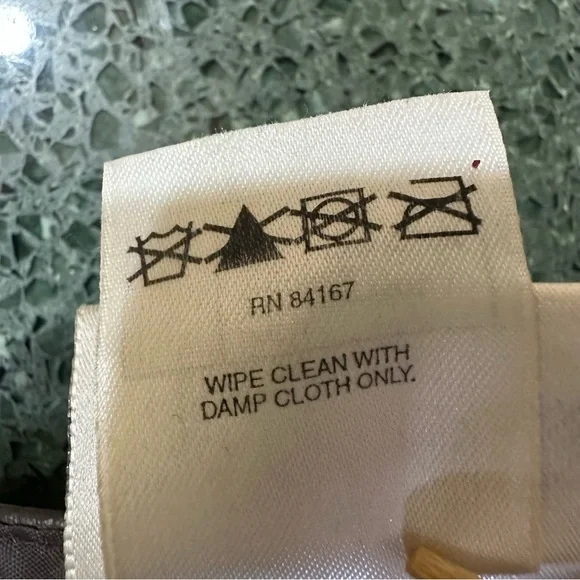 RN 84167
WIPE CLEAN WITH
DAMP CLOTH ONLY.